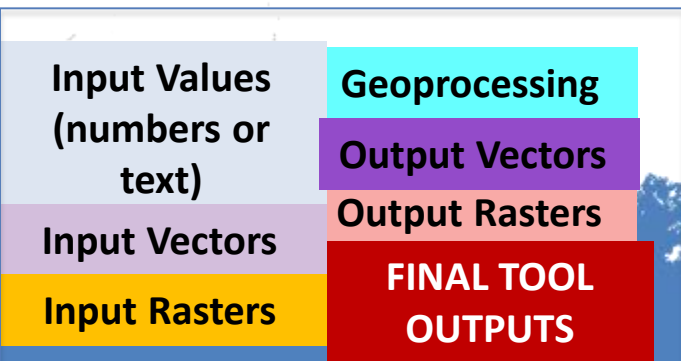 Input Values
(numbers or
text)
Input Vectors
Input Rasters
Geoprocessing
Output Vectors
Output Rasters
FINAL TOOL
OUTPUTS